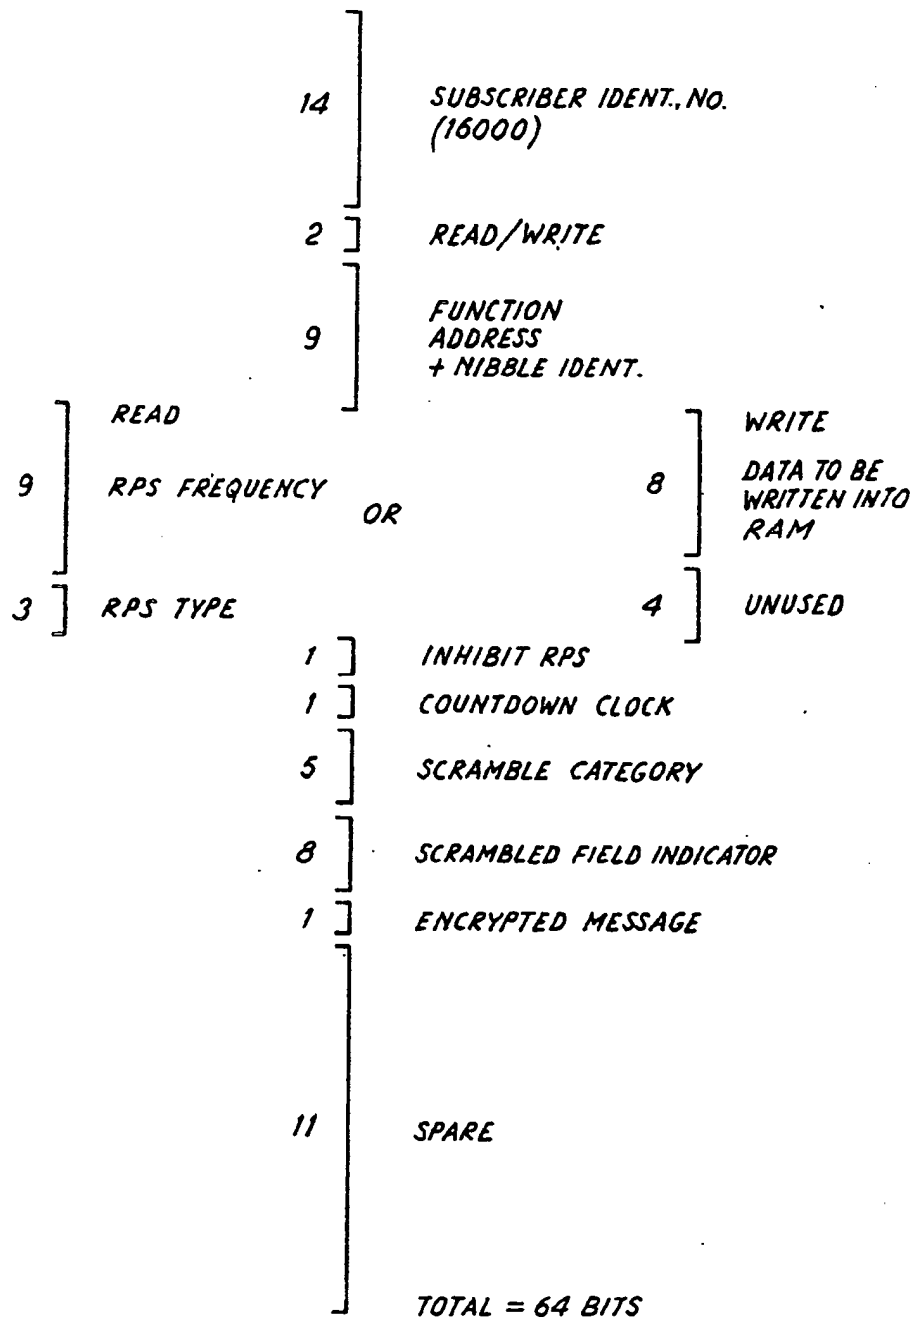 14 SUBSCRIBER IDENT., NO.
(16000)
2 READ/WRITE
9 FUNCTION
ADDRESS
+ NIBBLE IDENT.
READ
9 RPS FREQUENCY
OR
WRITE
8 DATA TO BE
WRITTEN INTO
RAM
3 RPS TYPE
4 UNUSED
1 INHIBIT RPS
1 COUNTDOWN CLOCK
5 SCRAMBLE CATEGORY
8 SCRAMBLED FIELD INDICATOR
1 ENCRYPTED MESSAGE
11 SPARE
TOTAL = 64 BITS